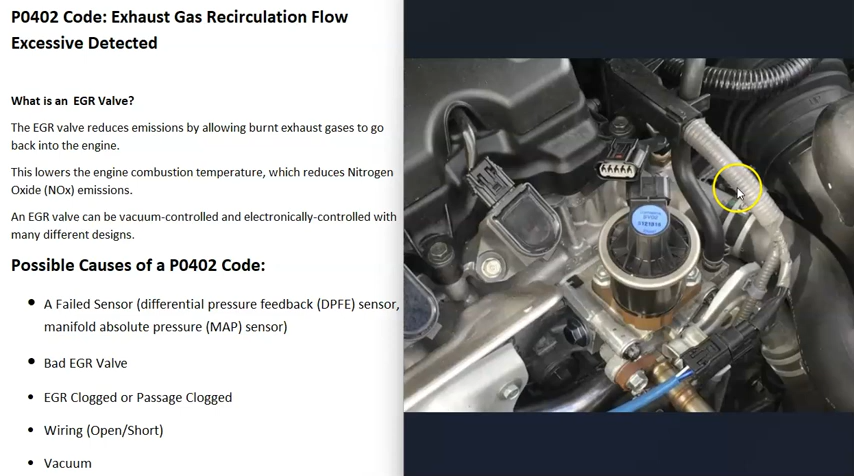 P0402 Code: Exhaust Gas Recirculation Flow
Excessive Detected
What is an EGR Valve?
The EGR valve reduces emissions by allowing burnt exhaust gases to go
back into the engine.
This lowers the engine combustion temperature, which reduces Nitrogen
Oxide (NOx) emissions.
An EGR valve can be vacuum-controlled and electronically-controlled with
many different designs.
Possible Causes of a P0402 Code:
A Failed Sensor (differential pressure feedback (DPFE) sensor,
manifold absolute pressure (MAP) sensor)
Bad EGR Valve
EGR Clogged or Passage Clogged
Wiring (Open/Short)
Vacuum